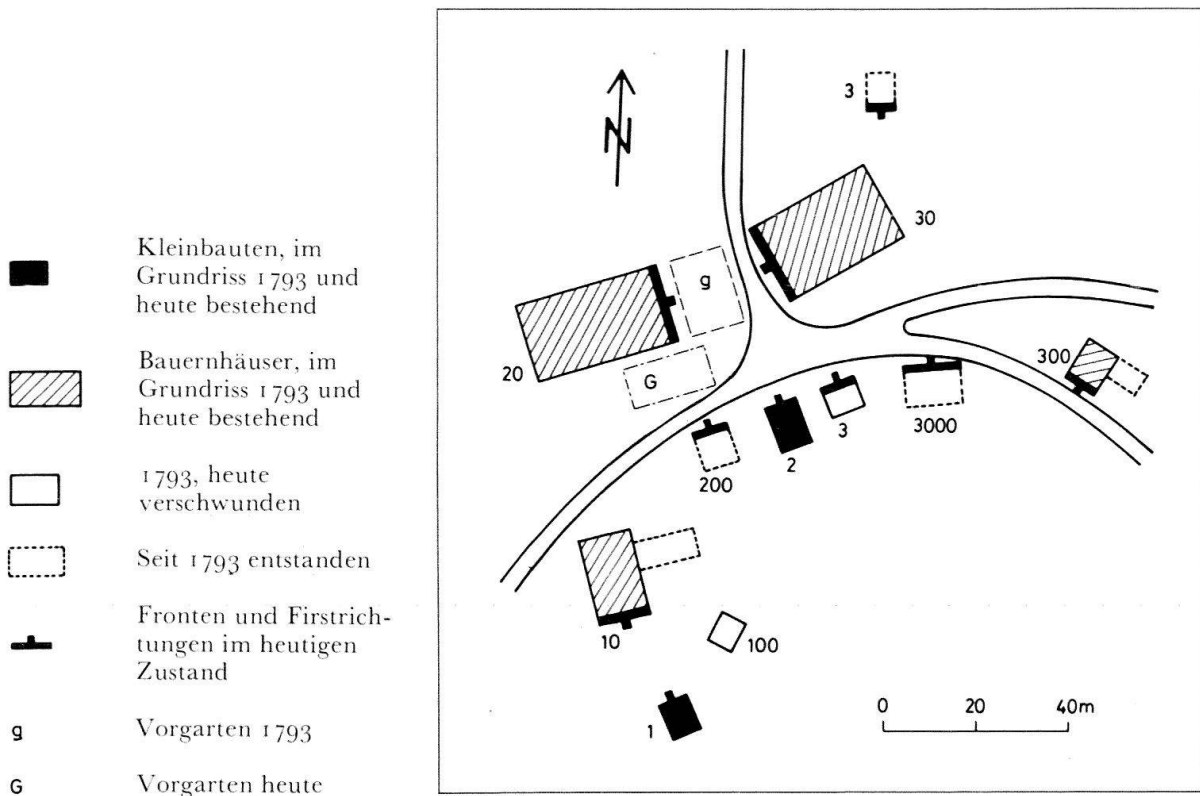 Kleinbauten, im
Grundriss 1793 und
heute bestehend
Bauernhäuser, im
Grundriss 1793 und
heute bestehend
1793, heute
verschwunden
Seit 1793 entstanden
Fronten und Firstrich-
tungen im heutigen
Zustand
g Vorgarten 1793
G Vorgarten heute
N
3
30
g
20
G
300
3
3000
2
200
10
100
1
0 20 40m